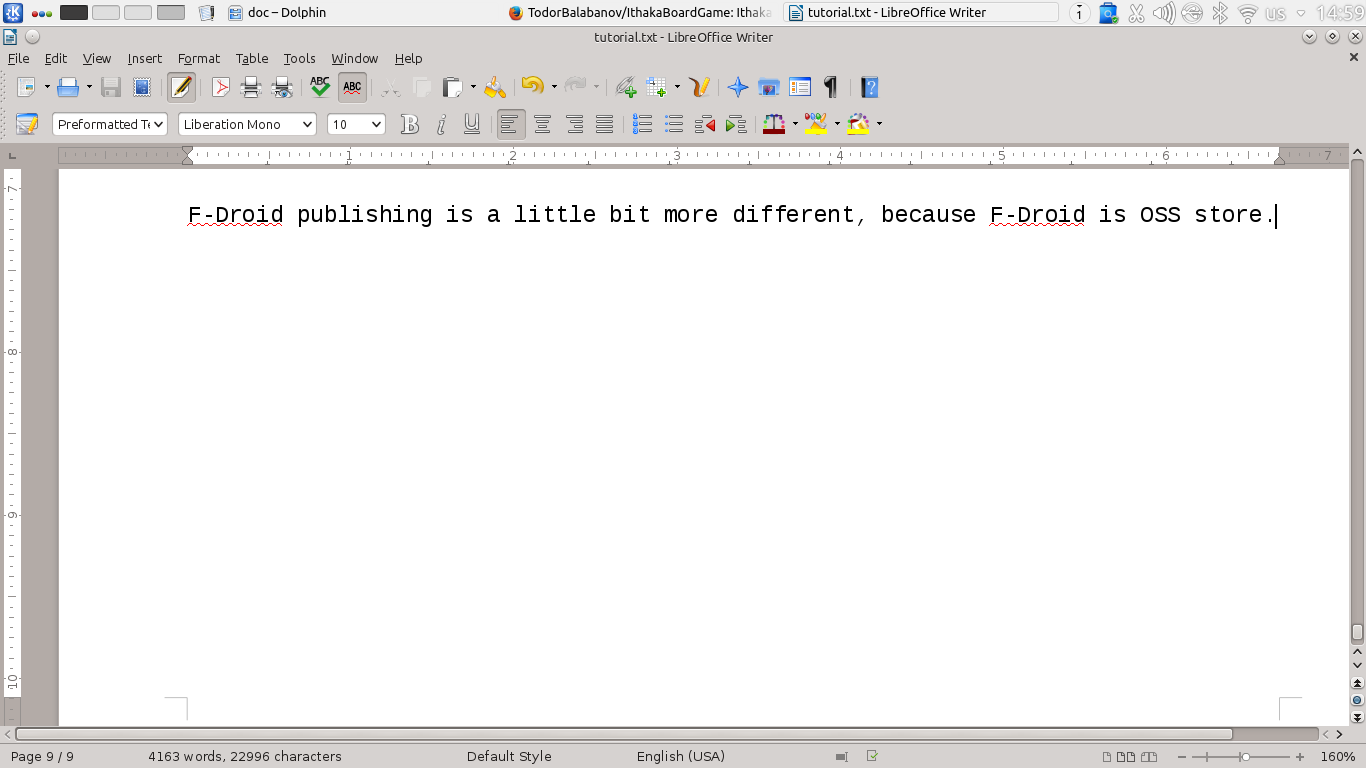 doc – Dolphin
TodorBalabanov/IthakaBoardGame: Ithaka
tutorial.txt - LibreOffice Writer
1
us
14:59
tutorial.txt - LibreOffice Writer
File Edit View Insert Format Table Tools Window Help
ABC ABC
Preformatted Te
Liberation Mono
10
B i U
1 2 3 4 5 6 7
7
F-Droid publishing is a little bit more different, because F-Droid is OSS store.
8
9
10
Page 9 / 9
4163 words, 22996 characters
Default Style
English (USA)
160%